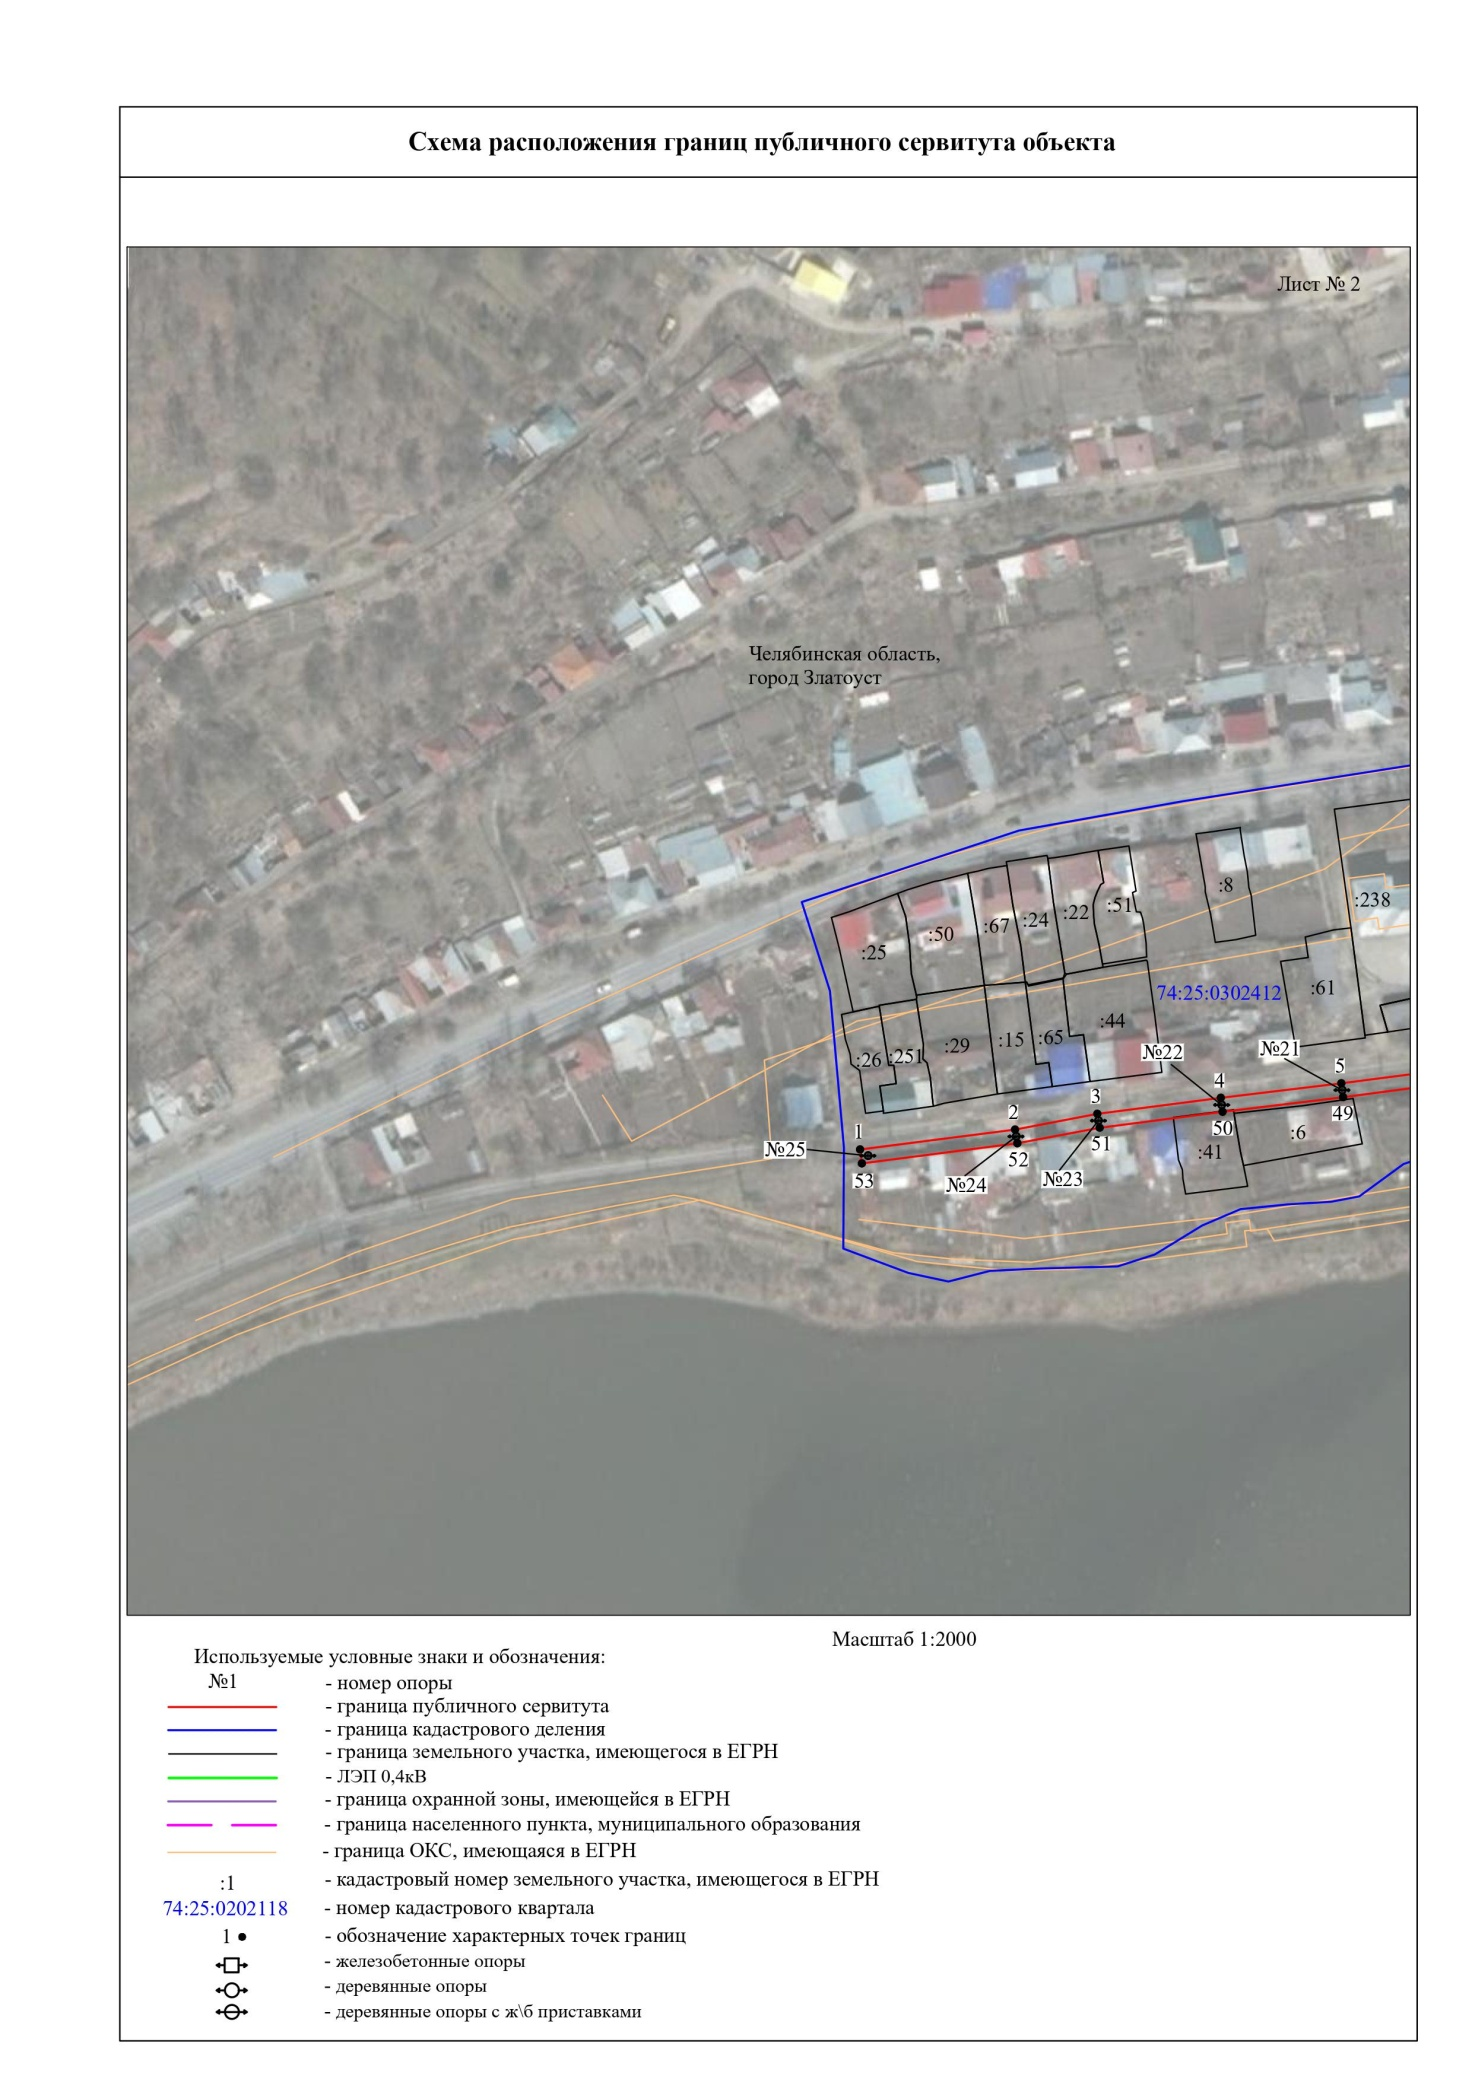 Схема расположения границ публичного сервитута объекта
Лист № 2
Челябинская область,
город Златоуст
:8
:238
:51
:22
:24
:67
:50
:25
74:25:0302412
:61
:44
:65
:15
:29
:251
:26
№22
№21
5
4
3
2
1
49
50
51
52
53
:6
:41
№25
№24
№23
Масштаб 1:2000
Используемые условные знаки и обозначения:
№1 - номер опоры
- граница публичного сервитута
- граница кадастрового деления
- граница земельного участка, имеющегося в ЕГРН
- ЛЭП 0,4кВ
- граница охранной зоны, имеющейся в ЕГРН
- граница населенного пункта, муниципального образования
- граница ОКС, имеющаяся в ЕГРН
:1 - кадастровый номер земельного участка, имеющегося в ЕГРН
74:25:0202118 - номер кадастрового квартала
1 - обозначение характерных точек границ
- железобетонные опоры
- деревянные опоры
- деревянные опоры с ж\б приставками